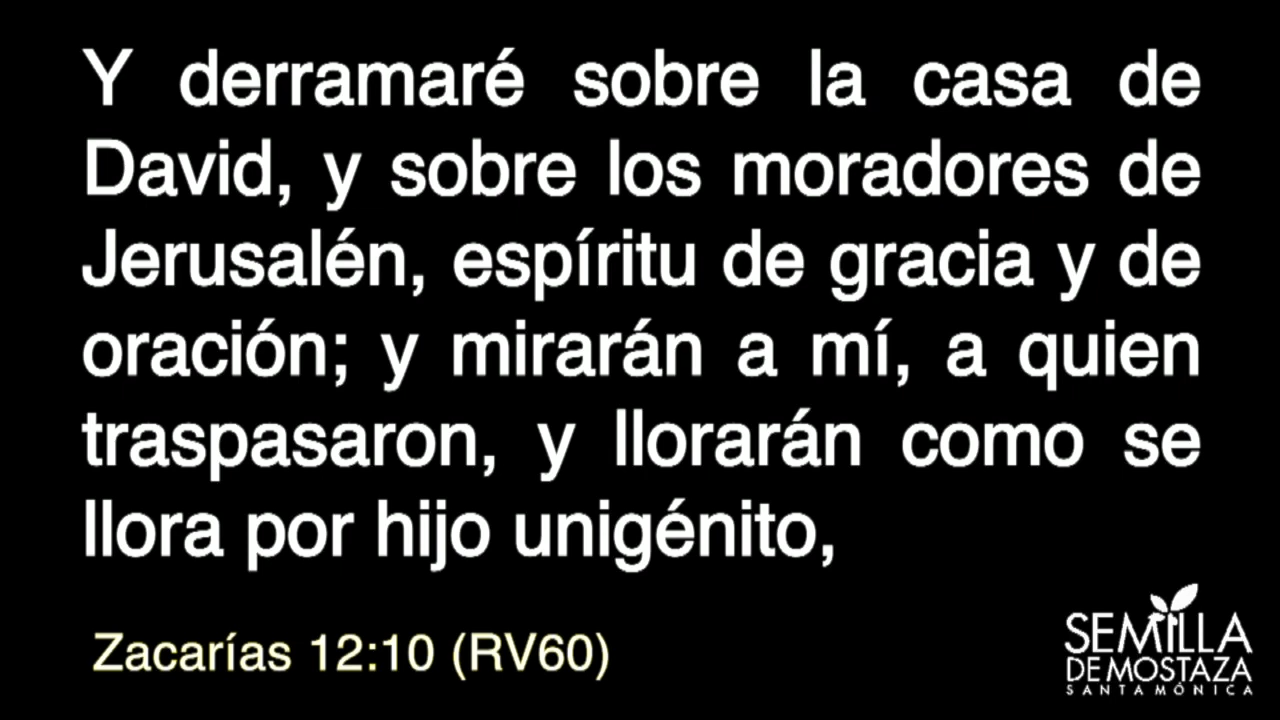 Y derramaré sobre la casa de
David, y sobre los moradores de
Jerusalén, espíritu de gracia y de
oración; y mirarán a mí, a quien
traspasaron, y llorarán como se
llora por hijo unigénito,
Zacarías 12:10 (RV60)
SEMILLA
DE MOSTAZA
SANTA MÓNICA